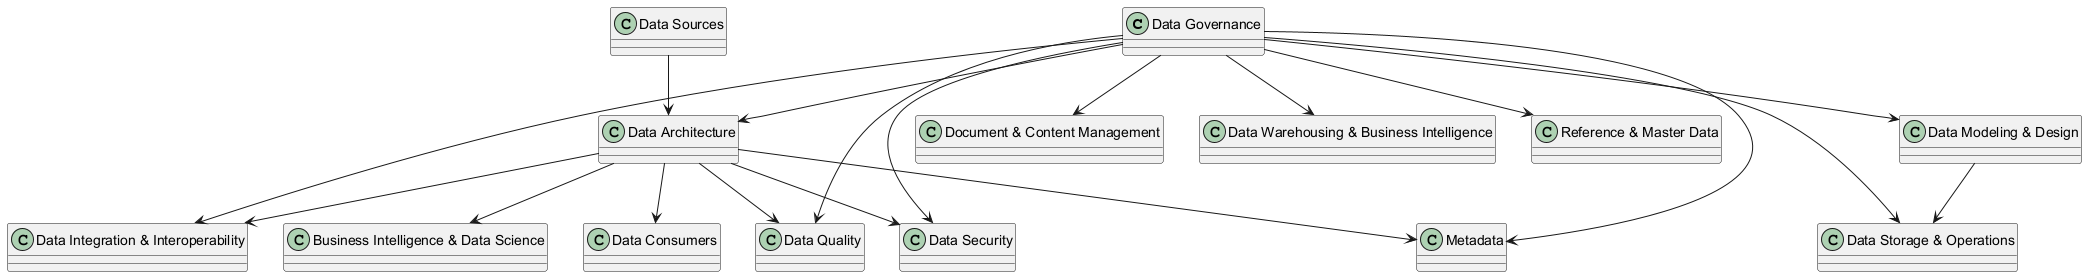 C Data Sources
C Data Governance
C Data Architecture
C Document & Content Management
C Data Warehousing & Business Intelligence
C Reference & Master Data
C Data Modeling & Design
C Data Integration & Interoperability
C Business Intelligence & Data Science
C Data Consumers
C Data Quality
C Data Security
C Metadata
C Data Storage & Operations